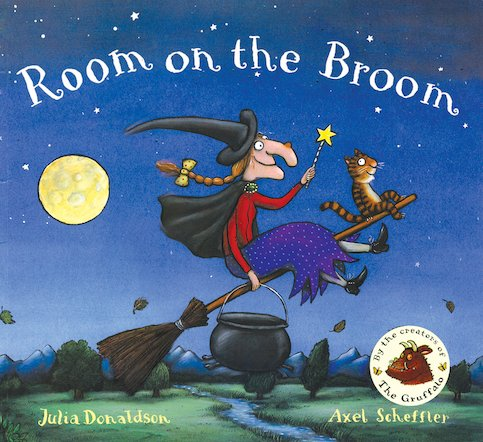 Room on the Broom
By the creators of
The Gruffalo
Julia Donaldson
Axel Scheffler